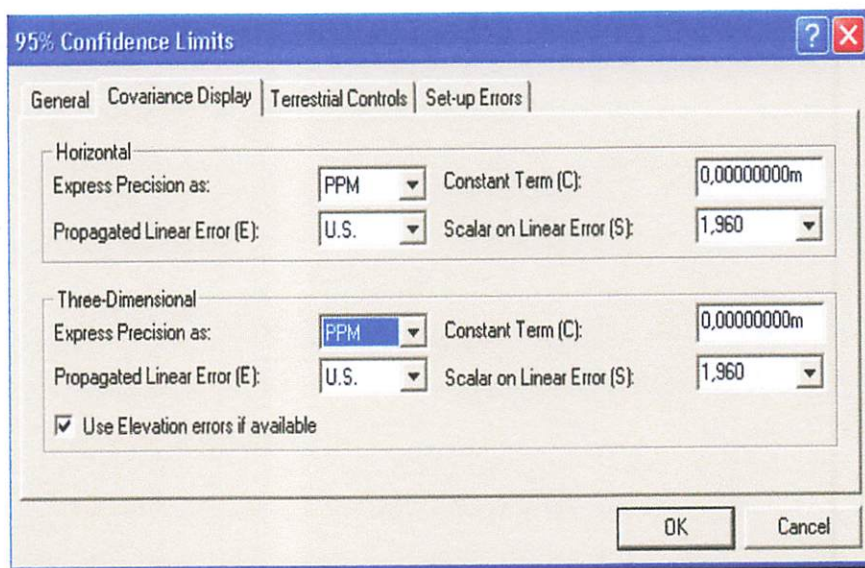 95% Confidence Limits
General Covariance Display Terrestrial Controls Set-up Errors
Horizontal
Express Precision as: PPM Constant Term (C): 0,00000000m
Propagated Linear Error (E): U.S. Scalar on Linear Error (S): 1,960
Three-Dimensional
Express Precision as: PPM Constant Term (C): 0,00000000m
Propagated Linear Error (E): U.S. Scalar on Linear Error (S): 1,960
Use Elevation errors if available
OK Cancel